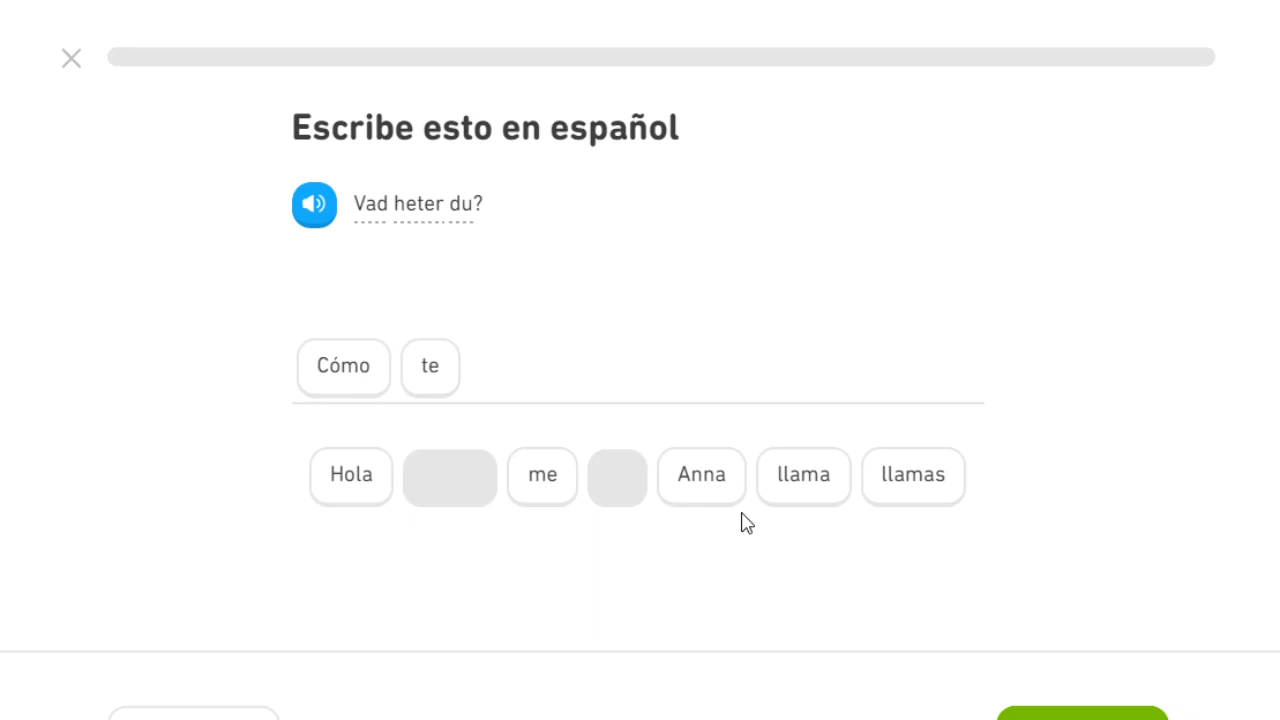 Escribe esto en español
Vad heter du?
Cómo te
Hola me Anna llama llamas